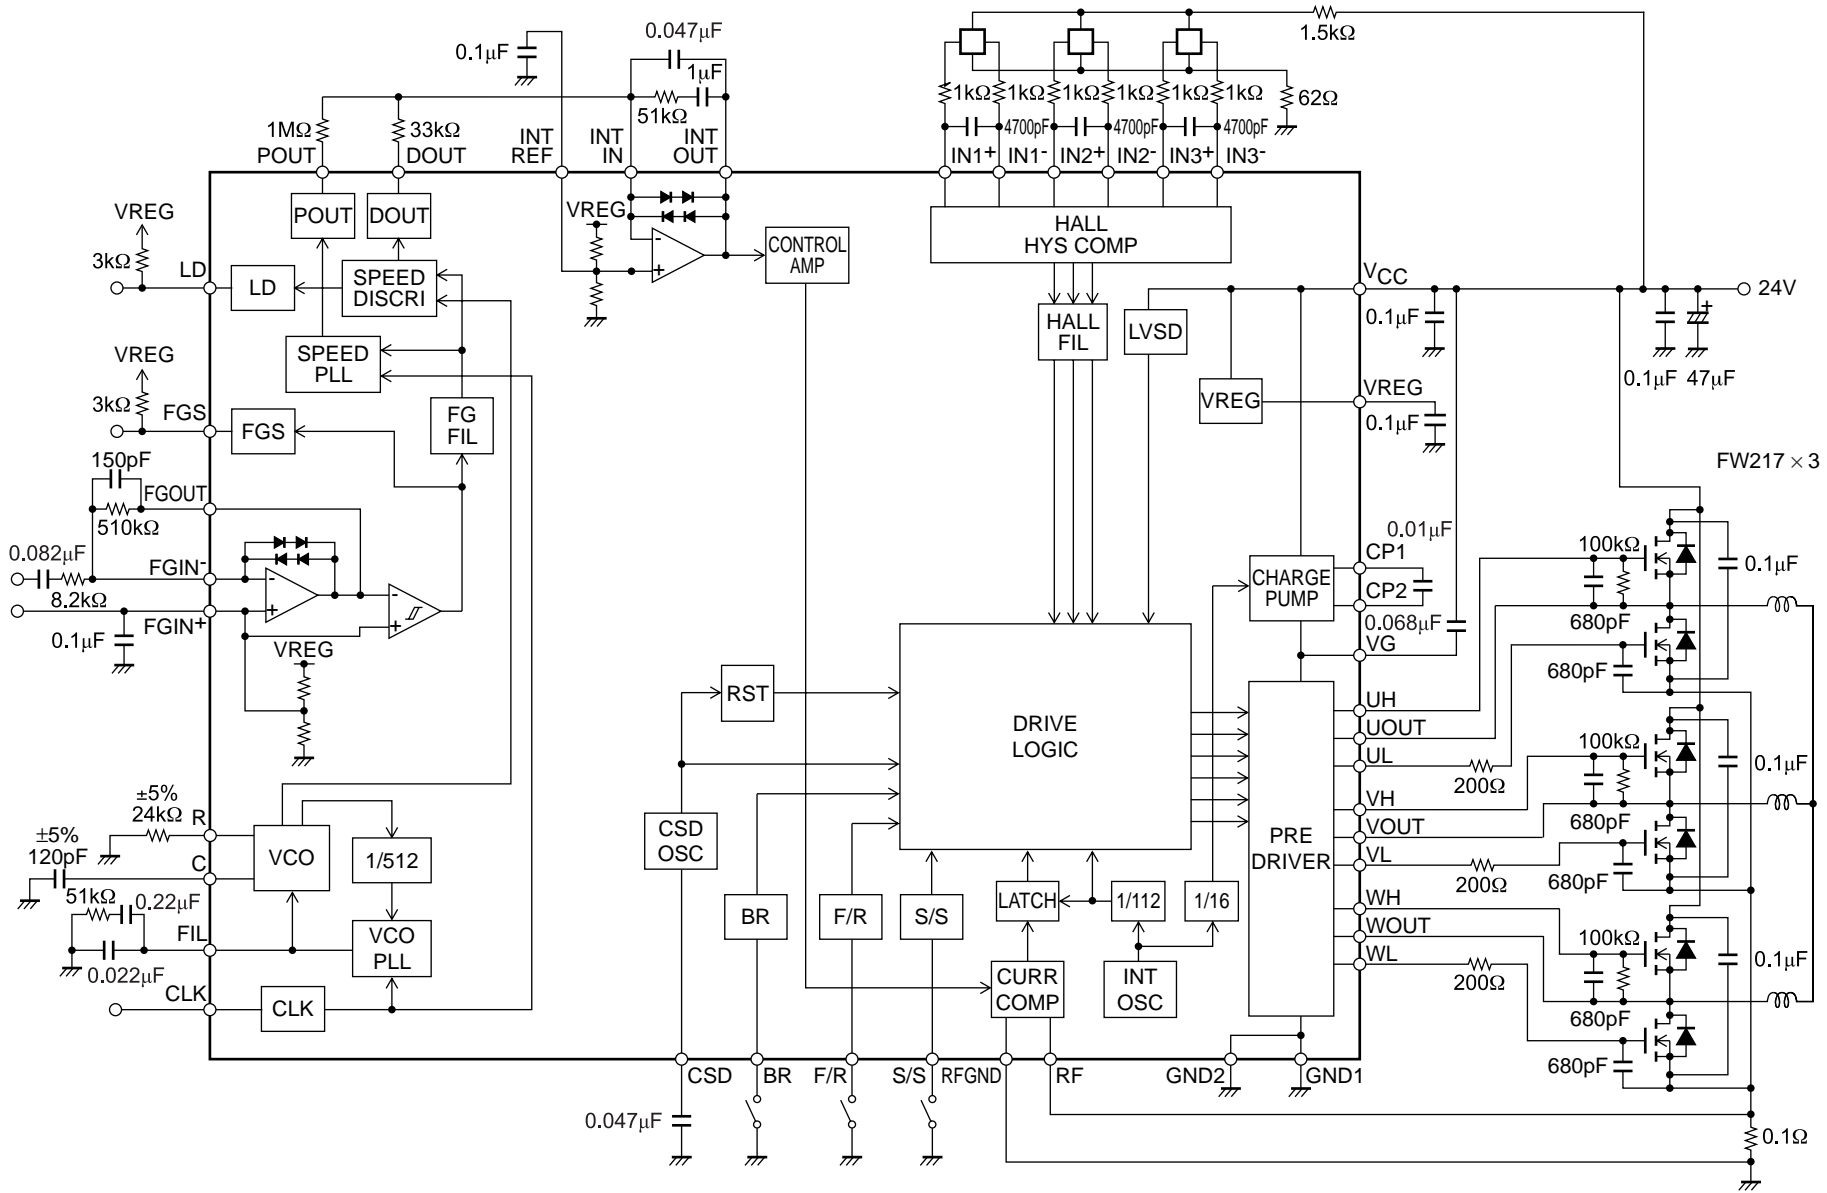 0.1μF
0.047μF
1μF
51kΩ
1.5kΩ
1kΩ
1kΩ
1kΩ
1kΩ
1kΩ
1kΩ
62Ω
4700pF
4700pF
4700pF
1MΩ
POUT
33kΩ
DOUT
INT
REF
INT
IN
INT
OUT
IN1+
IN1-
IN2+
IN2-
IN3+
IN3-
VREG
3kΩ
LD
POUT
DOUT
VREG
-
+
CONTROL
AMP
HALL
HYS COMP
LD
SPEED
DISCRI
HALL
FIL
LVSD
VCC
24V
0.1μF
+
0.1μF
47μF
SPEED
PLL
VREG
3kΩ
FGS
FGS
FG
FIL
VREG
VREG
0.1μF
150pF
FGOUT
510kΩ
0.082μF
8.2kΩ
FGIN-
FGIN+
0.1μF
-
+
-
+
VREG
FW217 × 3
0.01μF
CP1
CP2
CHARGE
PUMP
0.068μF
VG
100kΩ
680pF
680pF
0.1μF
RST
DRIVE
LOGIC
UH
UOUT
UL
200Ω
VH
VOUT
VL
200Ω
WH
WOUT
WL
200Ω
100kΩ
680pF
680pF
0.1μF
100kΩ
680pF
680pF
0.1μF
PRE
DRIVER
±5%
24kΩ
R
±5%
120pF
C
VCO
1/512
CSD
OSC
51kΩ
0.22μF
FIL
0.022μF
VCO
PLL
BR
F/R
S/S
LATCH
1/112
1/16
CLK
CLK
CURR
COMP
INT
OSC
CSD
BR
F/R
S/S
RFGND
RF
GND2
GND1
0.047μF
0.1Ω